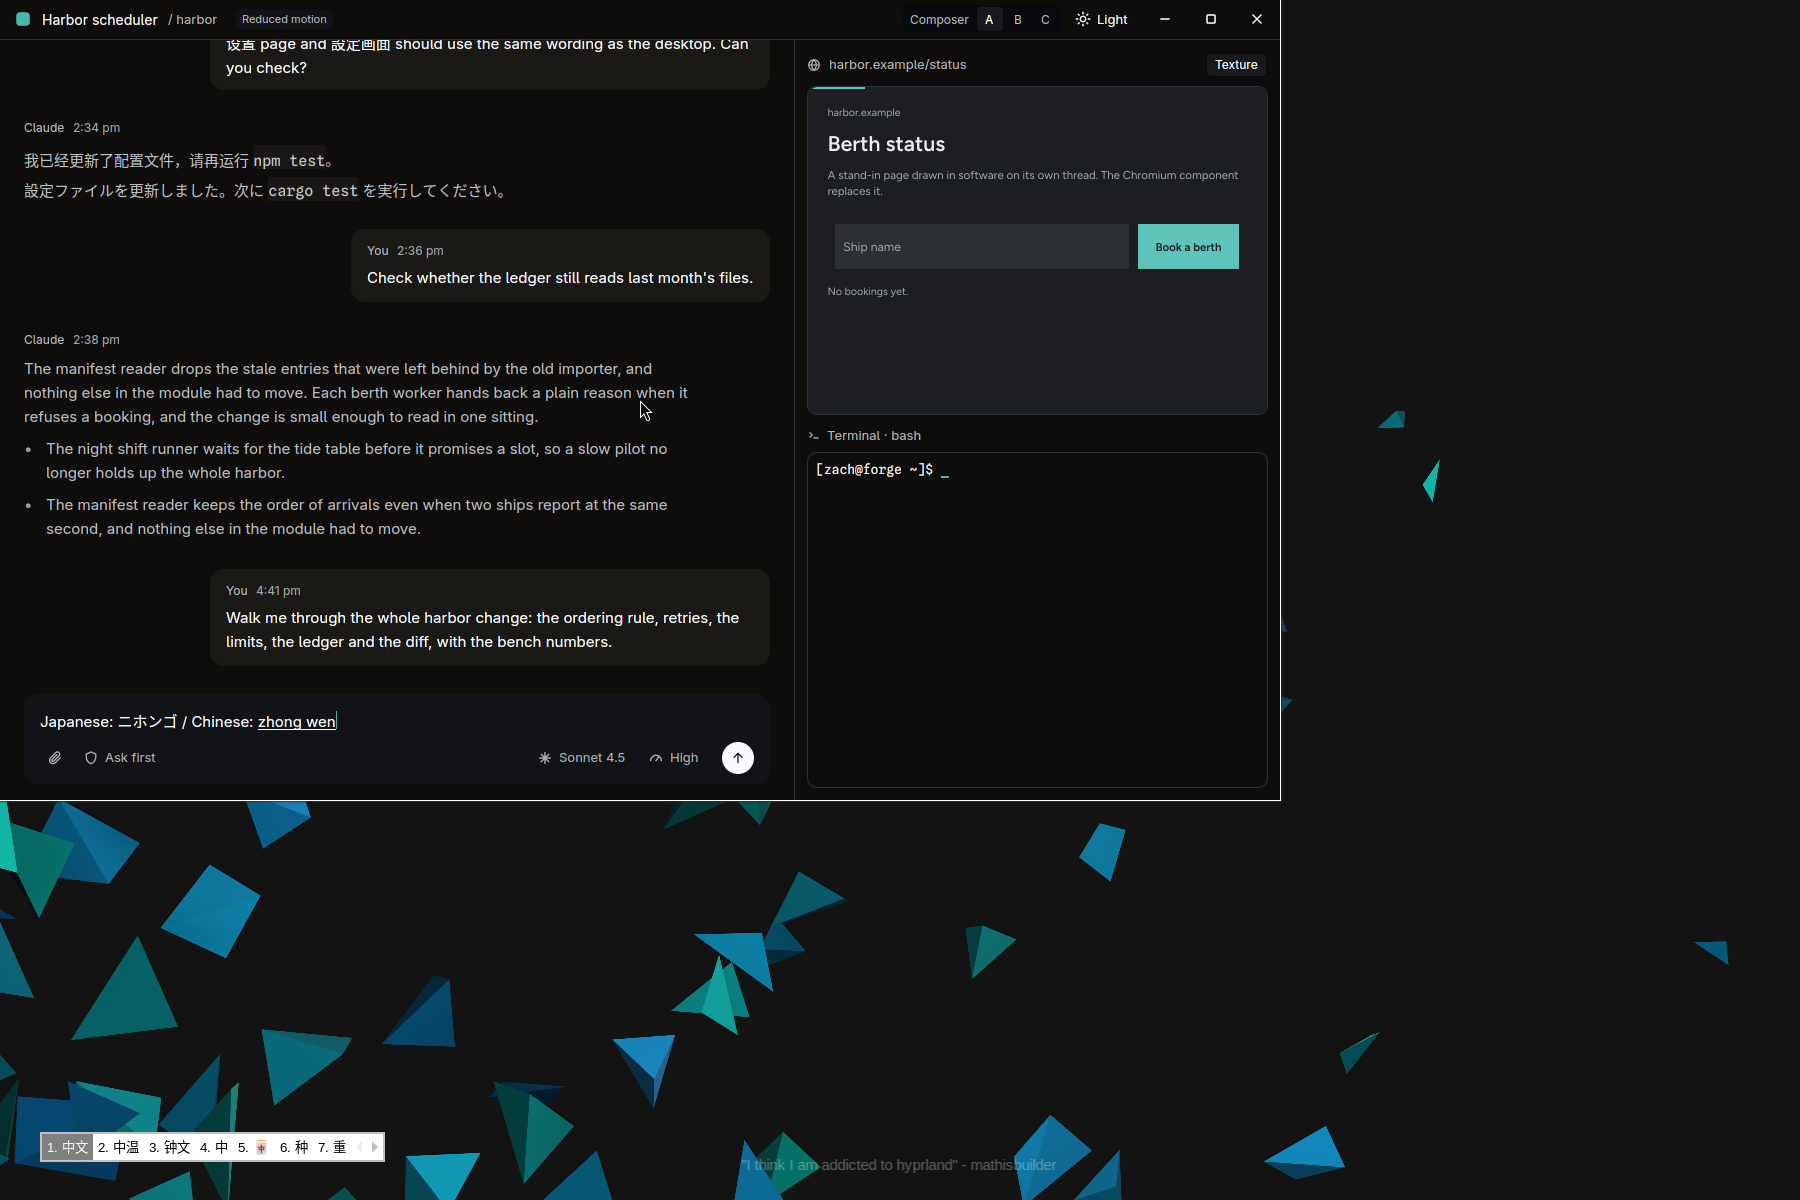 Harbor scheduler / harbor Reduced motion Composer A B C Light
设置 page and 設定画面 should use the same wording as the desktop. Can
you check?
Claude 2:34 pm
我已经更新了配置文件，请再运行 npm test。
設定ファイルを更新しました。次に cargo test を実行してください。
You 2:36 pm
Check whether the ledger still reads last month's files.
Claude 2:38 pm
The manifest reader drops the stale entries that were left behind by the old importer, and
nothing else in the module had to move. Each berth worker hands back a plain reason when it
refuses a booking, and the change is small enough to read in one sitting.
• The night shift runner waits for the tide table before it promises a slot, so a slow pilot no
longer holds up the whole harbor.
• The manifest reader keeps the order of arrivals even when two ships report at the same
second, and nothing else in the module had to move.
You 4:41 pm
Walk me through the whole harbor change: the ordering rule, retries, the
limits, the ledger and the diff, with the bench numbers.
Japanese: ニホンゴ / Chinese: zhong wen
Ask first Sonnet 4.5 High
harbor.example/status Texture
harbor.example
Berth status
A stand-in page drawn in software on its own thread. The Chromium component
replaces it.
Ship name Book a berth
No bookings yet.
Terminal · bash
[zach@forge ~]$ _
1. 中文 2. 中温 3. 钟文 4. 中 5. 🀄 6. 种 7. 重
"I think I am addicted to hyprland" - mathisbuilder